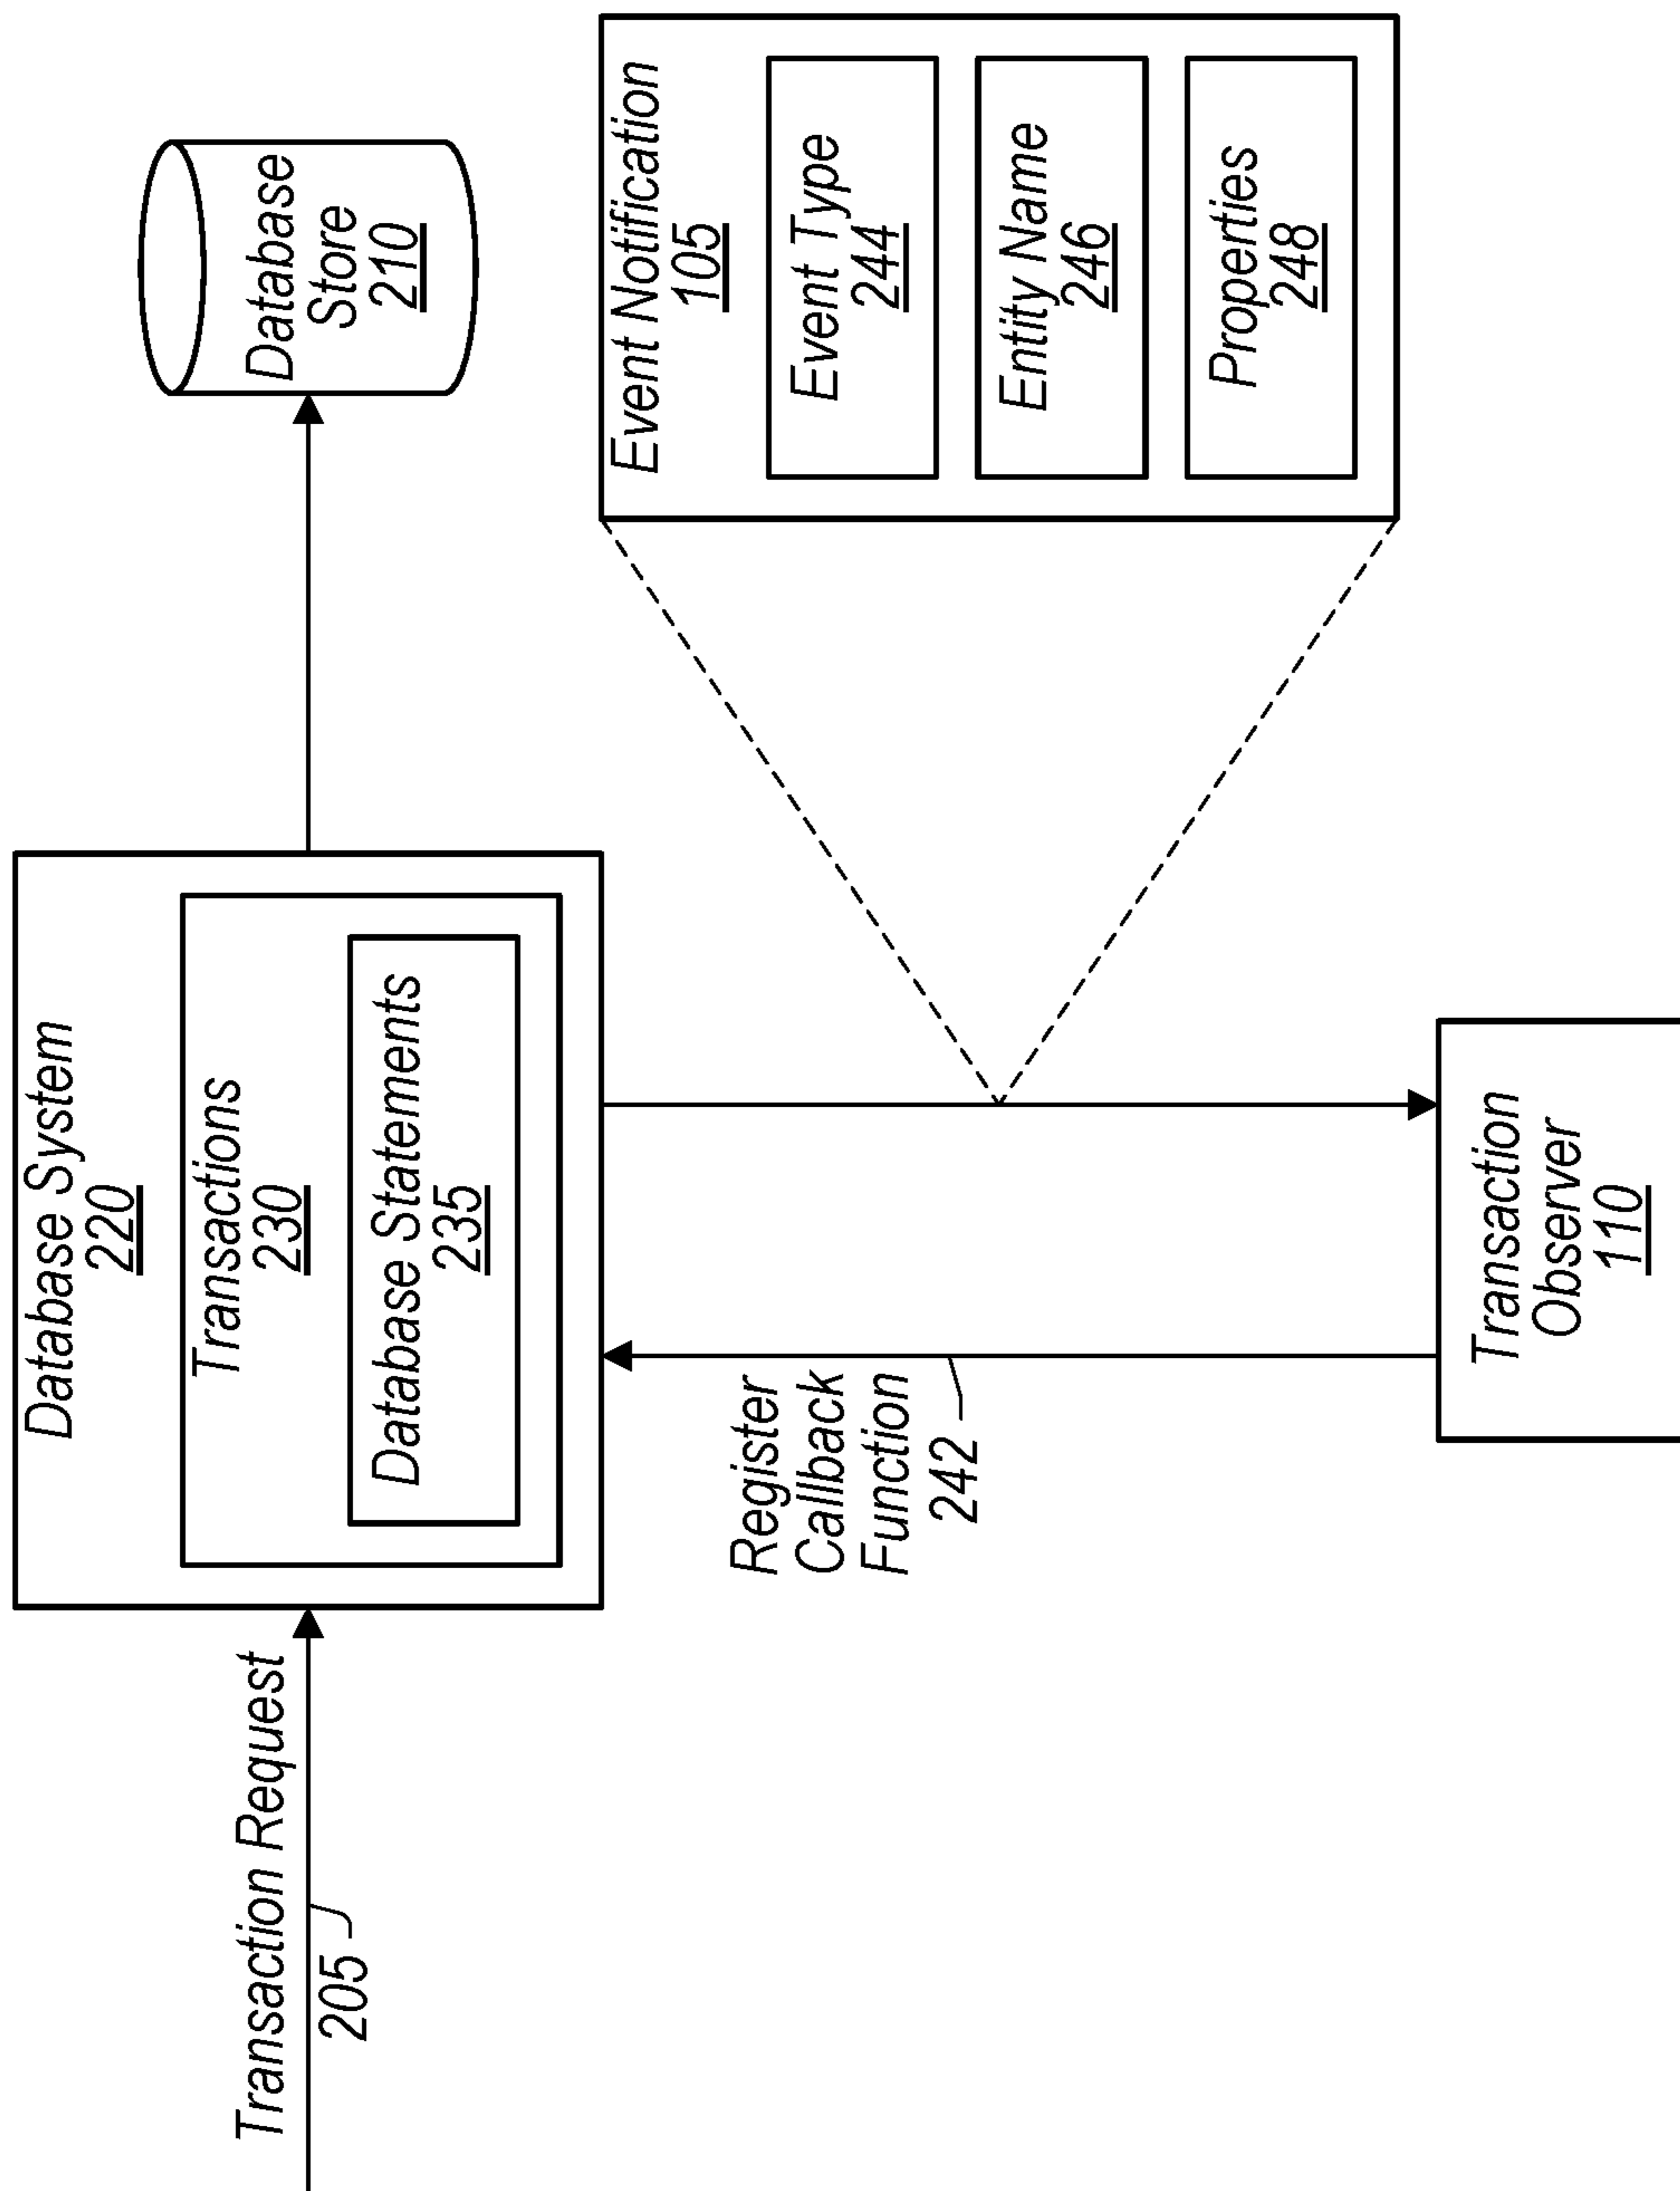 Transaction Request
205
Database System
220
Transactions
230
Database Statements
235
Database
Store
210
Register
Callback
Function
242
Event Notification
105
Event Type
244
Entity Name
246
Properties
248
Transaction
Observer
110